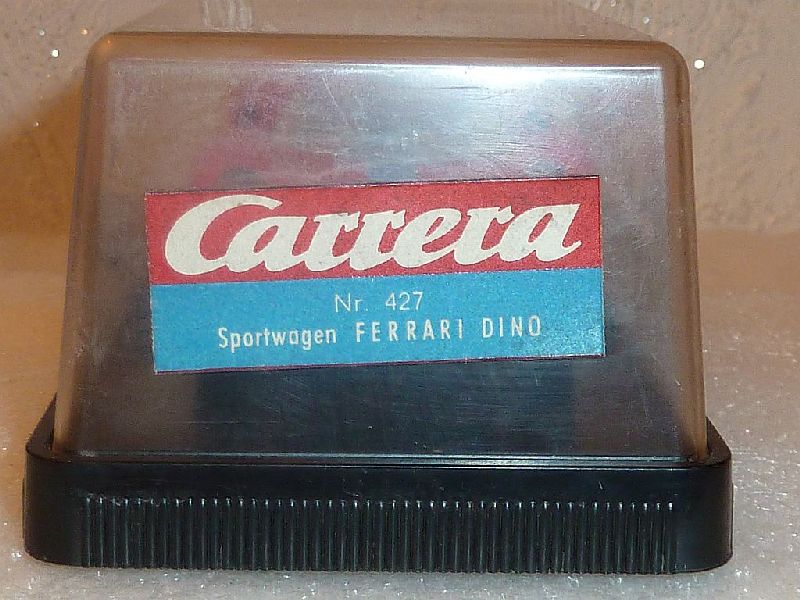 Carrera
Nr. 427
Sportwagen FERRARI DINO